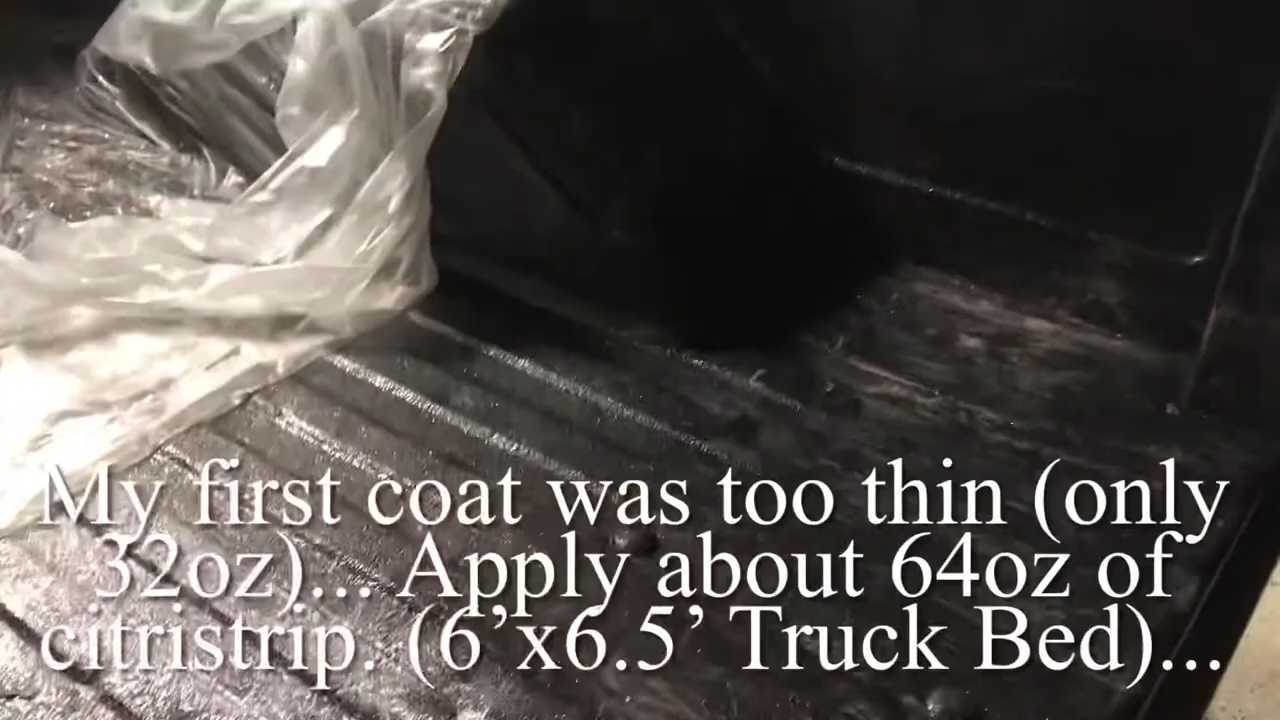 My first coat was too thin (only
32oz)... Apply about 64oz of
citristrip. (6’x6.5’ Truck Bed)...